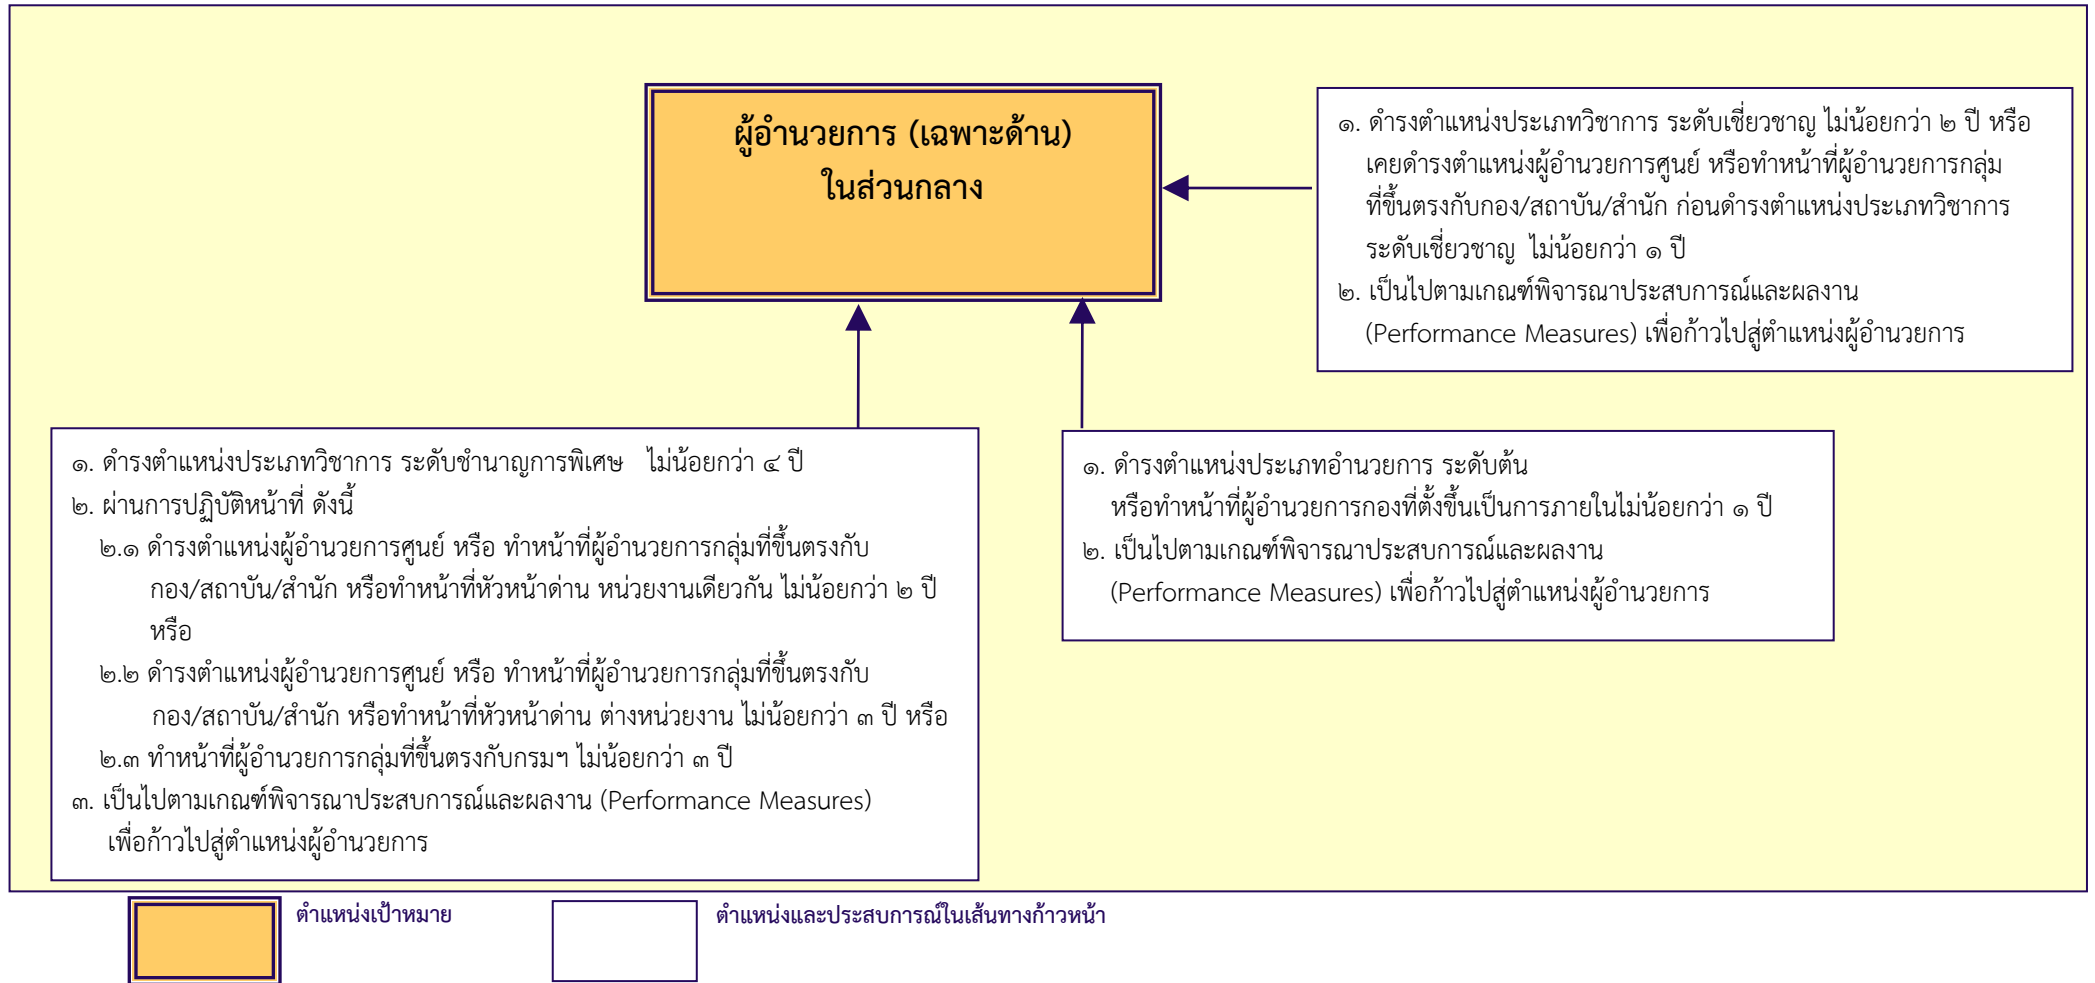 ผู้อำนวยการ (เฉพาะด้าน)
ในส่วนกลาง
๑. ดำรงตำแหน่งประเภทวิชาการ ระดับเชี่ยวชาญ ไม่น้อยกว่า ๒ ปี หรือ
เคยดำรงตำแหน่งผู้อำนวยการศูนย์ หรือทำหน้าที่ผู้อำนวยการกลุ่ม
ที่ขึ้นตรงกับกอง/สถาบัน/สำนัก ก่อนดำรงตำแหน่งประเภทวิชาการ
ระดับเชี่ยวชาญ ไม่น้อยกว่า ๑ ปี
๒. เป็นไปตามเกณฑ์พิจารณาประสบการณ์และผลงาน
(Performance Measures) เพื่อก้าวไปสู่ตำแหน่งผู้อำนวยการ
๑. ดำรงตำแหน่งประเภทวิชาการ ระดับชำนาญการพิเศษ ไม่น้อยกว่า ๔ ปี
๒. ผ่านการปฏิบัติหน้าที่ ดังนี้
๒.๑ ดำรงตำแหน่งผู้อำนวยการศูนย์ หรือ ทำหน้าที่ผู้อำนวยการกลุ่มที่ขึ้นตรงกับ
กอง/สถาบัน/สำนัก หรือทำหน้าที่หัวหน้าด่าน หน่วยงานเดียวกัน ไม่น้อยกว่า ๒ ปี
หรือ
๒.๒ ดำรงตำแหน่งผู้อำนวยการศูนย์ หรือ ทำหน้าที่ผู้อำนวยการกลุ่มที่ขึ้นตรงกับ
กอง/สถาบัน/สำนัก หรือทำหน้าที่หัวหน้าด่าน ต่างหน่วยงาน ไม่น้อยกว่า ๓ ปี หรือ
๒.๓ ทำหน้าที่ผู้อำนวยการกลุ่มที่ขึ้นตรงกับกรมฯ ไม่น้อยกว่า ๓ ปี
๓. เป็นไปตามเกณฑ์พิจารณาประสบการณ์และผลงาน (Performance Measures)
เพื่อก้าวไปสู่ตำแหน่งผู้อำนวยการ
๑. ดำรงตำแหน่งประเภทอำนวยการ ระดับต้น
หรือทำหน้าที่ผู้อำนวยการกองที่ตั้งขึ้นเป็นการภายในไม่น้อยกว่า ๑ ปี
๒. เป็นไปตามเกณฑ์พิจารณาประสบการณ์และผลงาน
(Performance Measures) เพื่อก้าวไปสู่ตำแหน่งผู้อำนวยการ
ตำแหน่งเป้าหมาย
ตำแหน่งและประสบการณ์ในเส้นทางก้าวหน้า